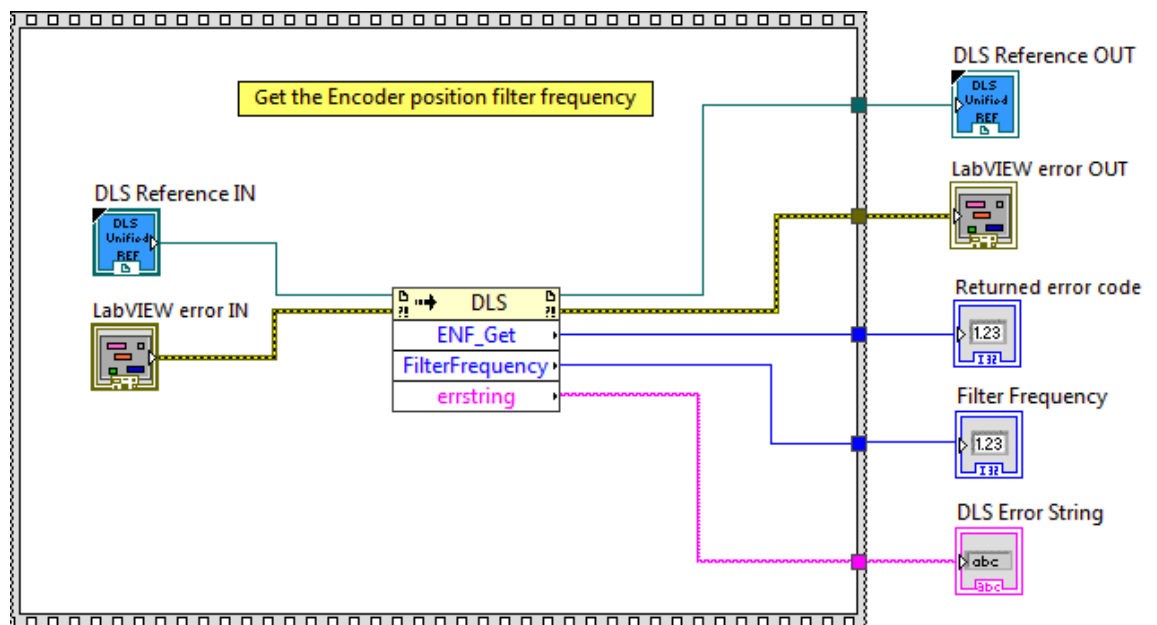 DLS Reference OUT
DLS
Unified
REF
Get the Encoder position filter frequency
LabVIEW error OUT
DLS Reference IN
DLS
Unified
REF
Returned error code
1.23
I32
LabVIEW error IN
?! DLS ?!
ENF_Get
FilterFrequency
errstring
Filter Frequency
1.23
I32
DLS Error String
abc
abc